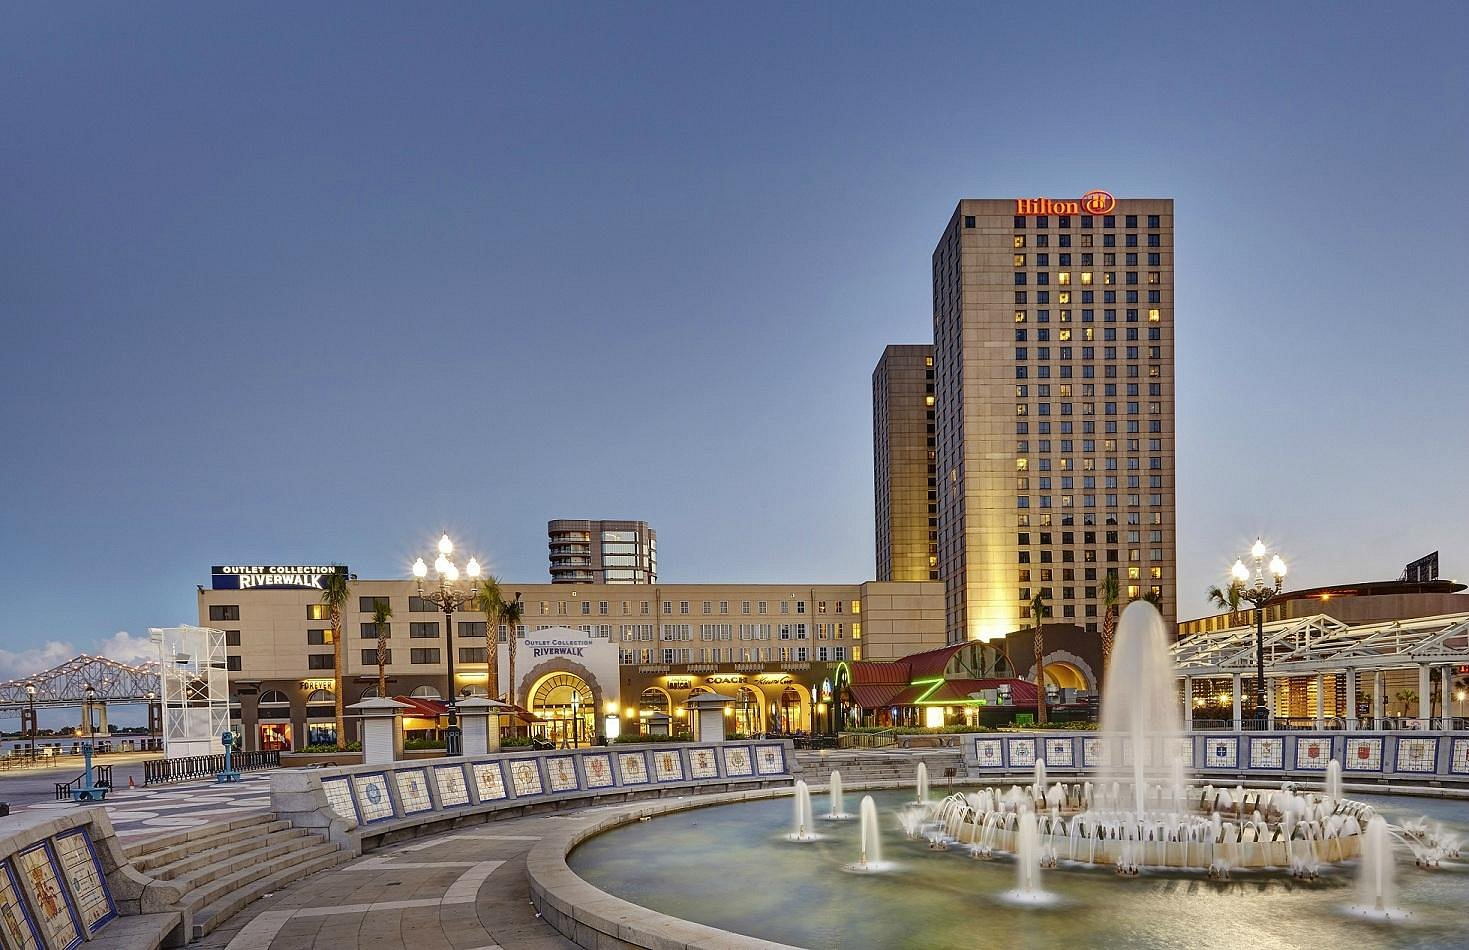 Hilton
OUTLET COLLECTION
RIVERWALK
OUTLET COLLECTION
RIVERWALK
FOREVER
COACH